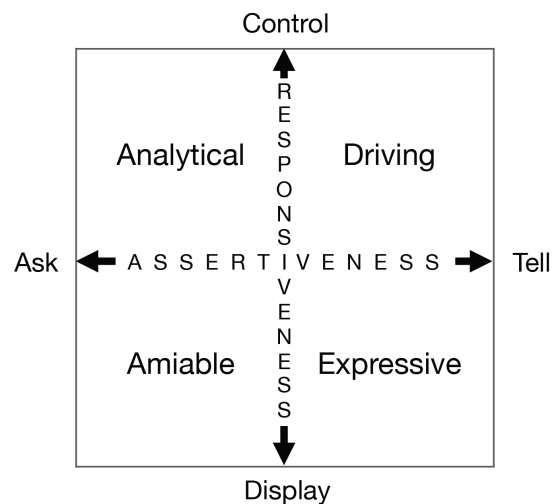 Control
RESPONSIVENESS
Analytical
Driving
Ask
ASSERTIVENESS
Tell
Amiable
Expressive
Display